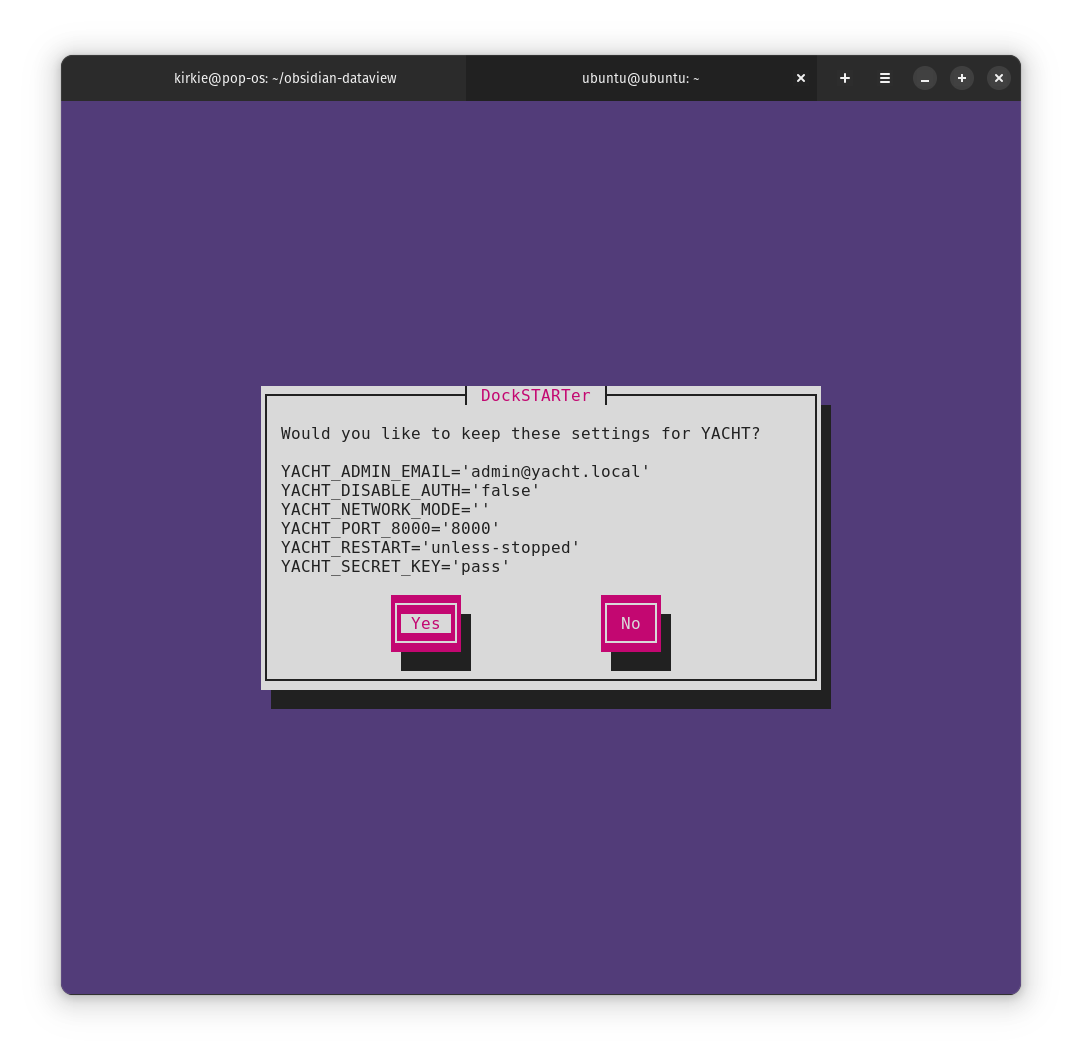 kirkie@pop-os: ~/obsidian-dataview
ubuntu@ubuntu: ~
DockSTARTer
Would you like to keep these settings for YACHT?
YACHT_ADMIN_EMAIL='admin@yacht.local'
YACHT_DISABLE_AUTH='false'
YACHT_NETWORK_MODE=''
YACHT_PORT_8000='8000'
YACHT_RESTART='unless-stopped'
YACHT_SECRET_KEY='pass'
Yes
No